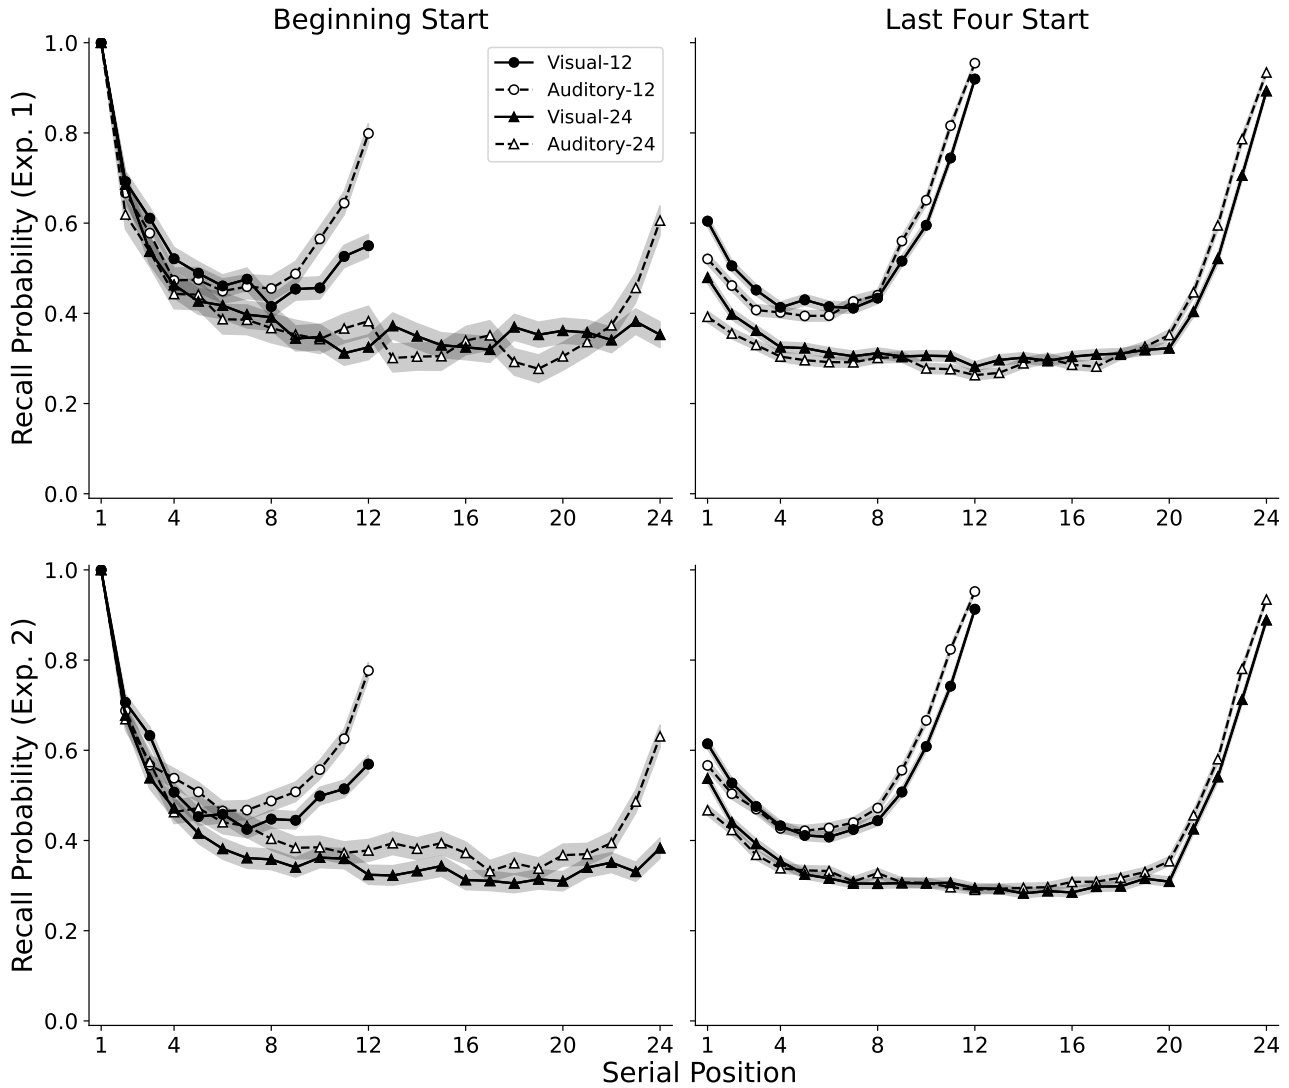 Beginning Start
Last Four Start
Recall Probability (Exp. 1)
1.0
0.8
0.6
0.4
0.2
0.0
Visual-12
Auditory-12
Visual-24
Auditory-24
1 4 8 12 16 20 24
1 4 8 12 16 20 24
Recall Probability (Exp. 2)
1.0
0.8
0.6
0.4
0.2
0.0
1 4 8 12 16 20 24
1 4 8 12 16 20 24
Serial Position